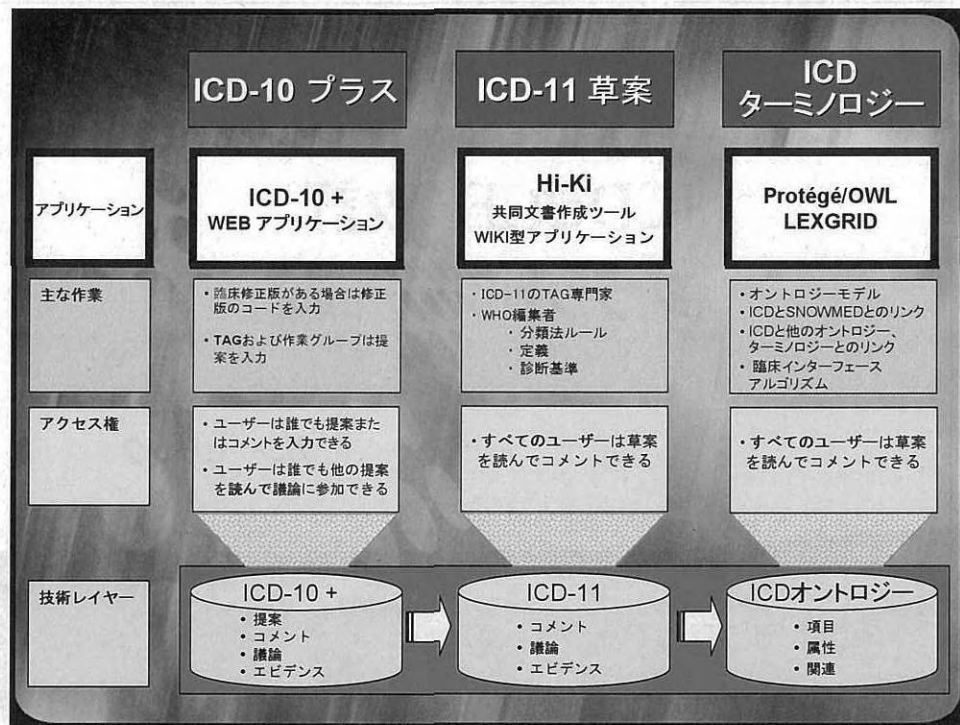 ICD-10 プラス
ICD-11 草案
ICD
ターミノロジー
アプリケーション
ICD-10 +
WEB アプリケーション
Hi-Ki
共同文書作成ツール
WIKI型アプリケーション
Protégé/OWL
LEXGRID
主な作業
・臨床修正版がある場合は修正
版のコードを入力
・TAGおよび作業グループは提
案を入力
・ICD-11のTAG専門家
・WHO編集者
・分類法ルール
・定義
・診断基準
・オントロジーモデル
・ICDとSNOWMEDとのリンク
・ICDと他のオントロジー、
ターミノロジーとのリンク
・臨床インターフェース
アルゴリズム
アクセス権
・ユーザーは誰でも提案また
はコメントを入力できる
・ユーザーは誰でも他の提案
を読んで議論に参加できる
・すべてのユーザーは草案
を読んでコメントできる
・すべてのユーザーは草案
を読んでコメントできる
技術レイヤー
ICD-10 +
・提案
・コメント
・議論
・エビデンス
ICD-11
・コメント
・議論
・エビデンス
ICDオントロジー
・項目
・属性
・関連